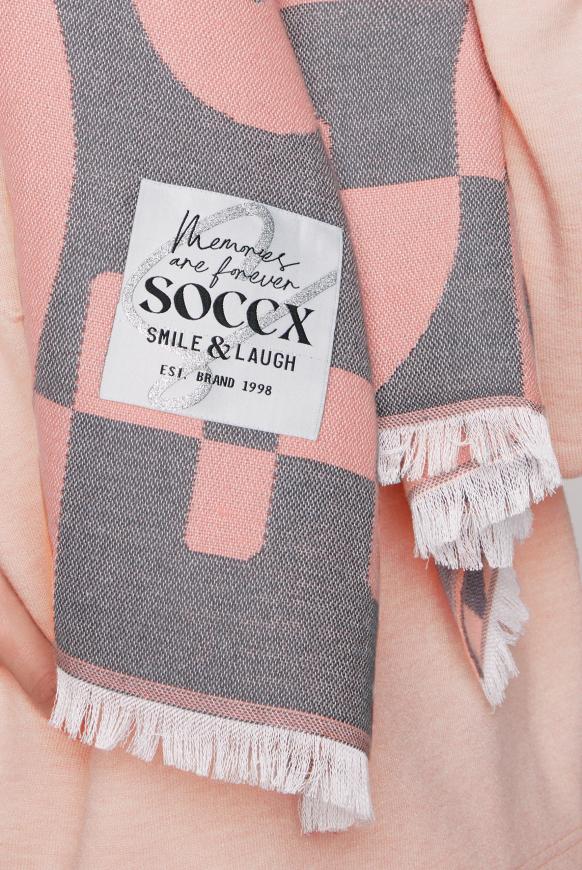 Memories
are forever
SOCCX
SMILE & LAUGH
EST. BRAND 1998